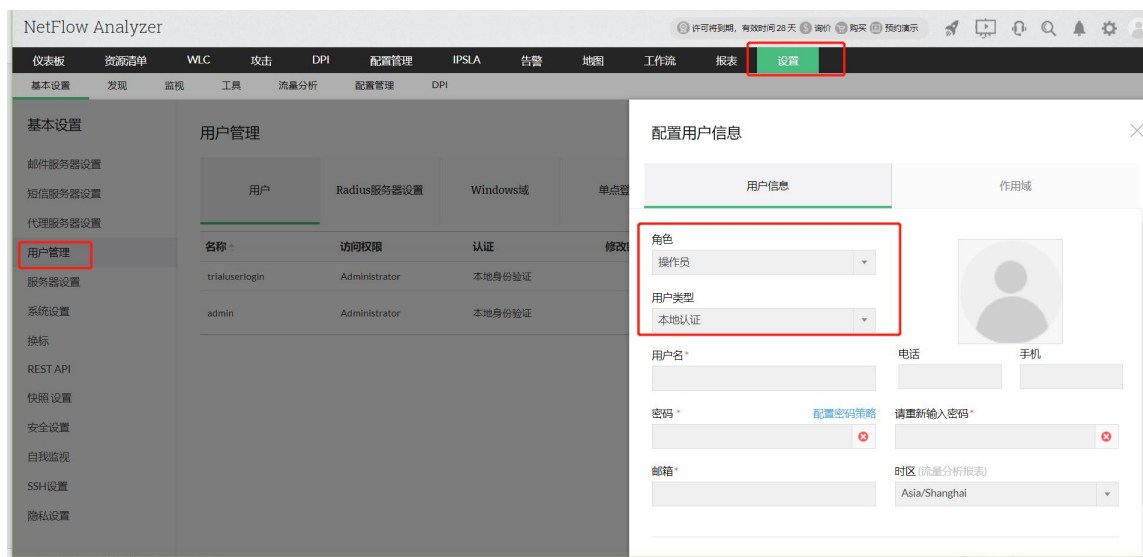 NetFlow Analyzer 许可将到期，有效时间28天 询价 购买 预约演示
仪表板 资源清单 WLC 攻击 DPI 配置管理 IPSLA 告警 地图 工作流 报表 设置
基本设置 发现 监视 工具 流量分析 配置管理 DPI
基本设置
邮件服务器设置
短信服务器设置
代理服务器设置
用户管理
服务器设置
系统设置
换标
REST API
快照设置
安全设置
自我监视
SSH设置
隐私设置
用户管理
用户 Radius服务器设置 Windows域 单点登
名称 访问权限 认证 修改
trialuserlogin Administrator 本地身份验证
admin Administrator 本地身份验证
配置用户信息
用户信息 作用域
角色
操作员
用户类型
本地认证
用户名* 电话 手机
密码* 配置密码策略 请重新输入密码*
邮箱* 时区(流量分析报表)
Asia/Shanghai